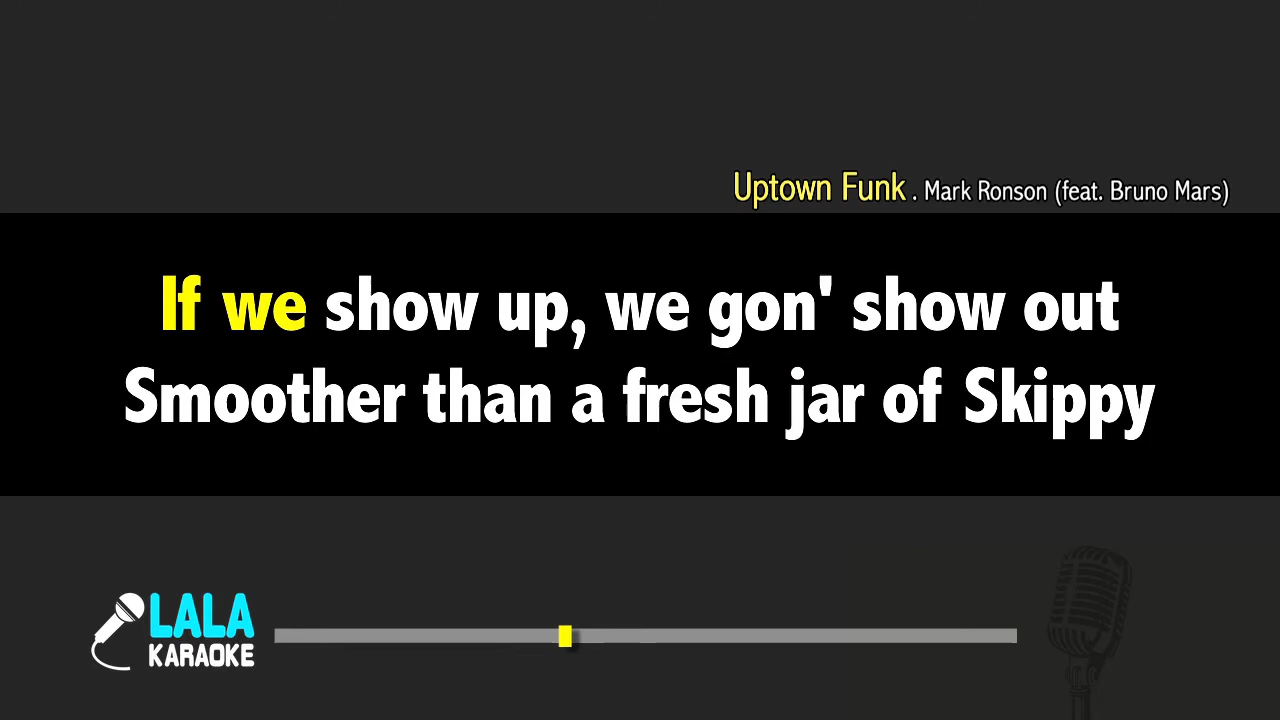 Uptown Funk . Mark Ronson (feat. Bruno Mars)
If we show up, we gon' show out
Smoother than a fresh jar of Skippy
LALA
KARAOKE